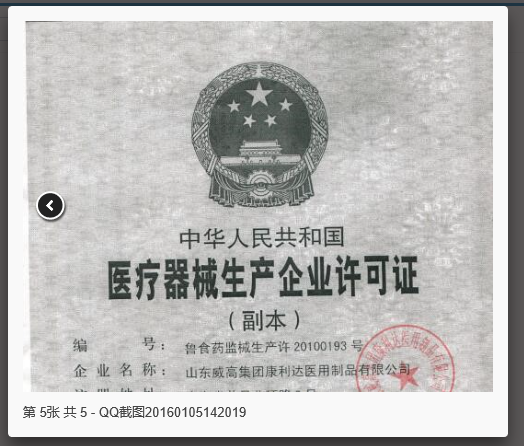 中华人民共和国
医疗器械生产企业许可证
（副本）
编 号： 鲁食药监械生产许 20100193 号
企 业 名 称： 山东威高集团康利达医用制品有限公司
第 5张 共 5 - QQ截图20160105142019